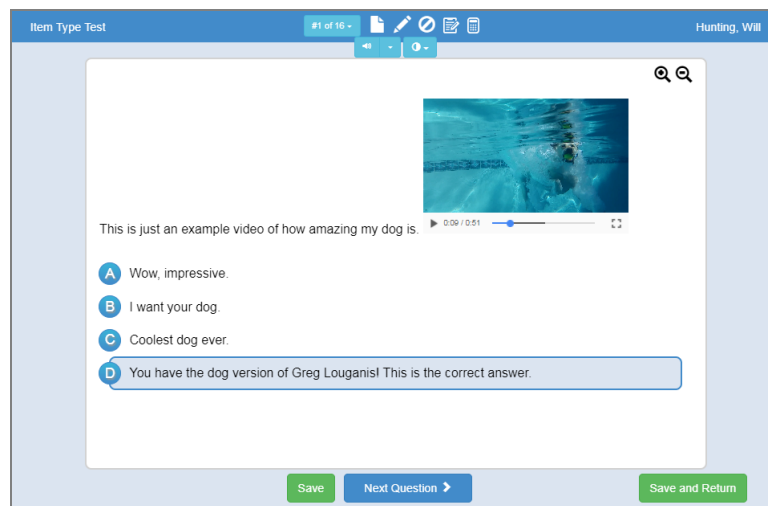 Item Type Test
#1 of 16
Hunting, Will
This is just an example video of how amazing my dog is.
0:09 / 0:51
A Wow, impressive.
B I want your dog.
C Coolest dog ever.
D You have the dog version of Greg Louganis! This is the correct answer.
Save
Next Question
Save and Return